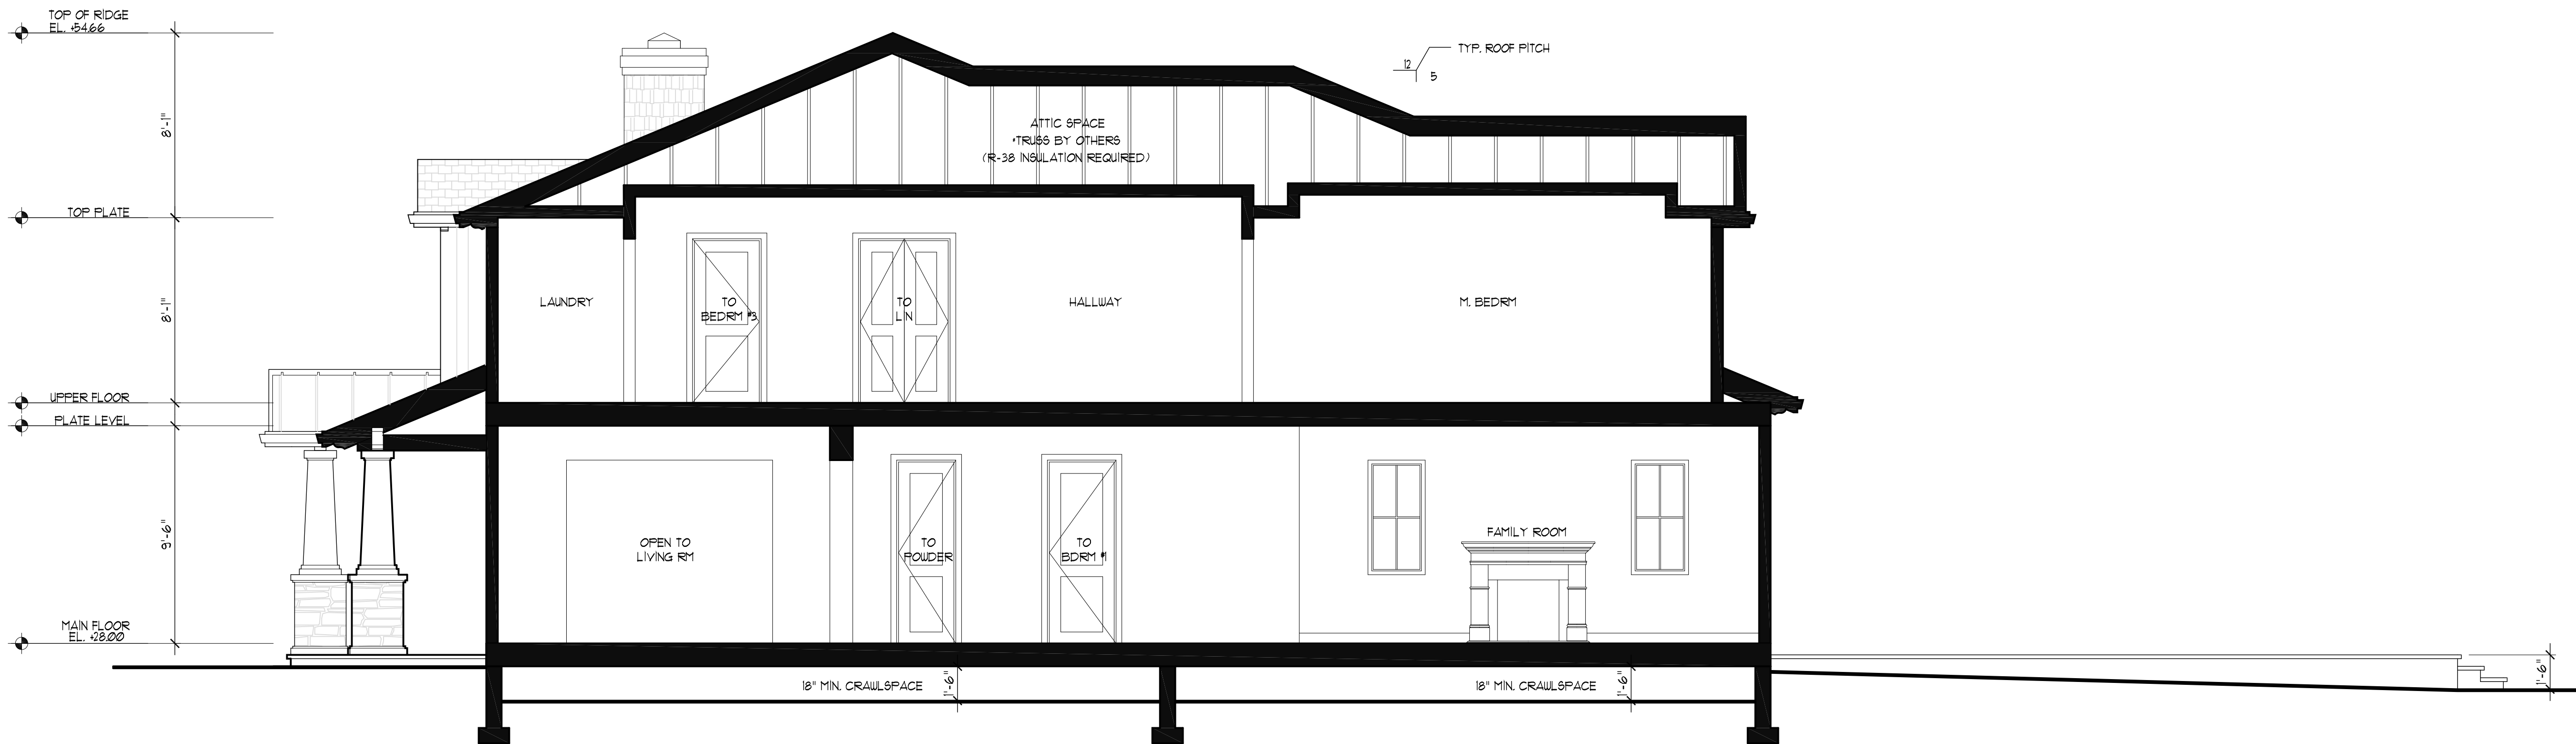 TOP OF RIDGE
EL. +54.66
12
5
TYP. ROOF PITCH
8'-1"
ATTIC SPACE
*TRUSS BY OTHERS
(R-38 INSULATION REQUIRED)
TOP PLATE
8'-1"
LAUNDRY
TO
BEDRM #3
TO
LIN
HALLWAY
M. BEDRM
UPPER FLOOR
PLATE LEVEL
9'-6"
OPEN TO
LIVING RM
TO
POWDER
TO
BDRM #1
FAMILY ROOM
MAIN FLOOR
EL. +28.00
18" MIN. CRAWLSPACE
1'-6"
18" MIN. CRAWLSPACE
1'-6"
1'-6"